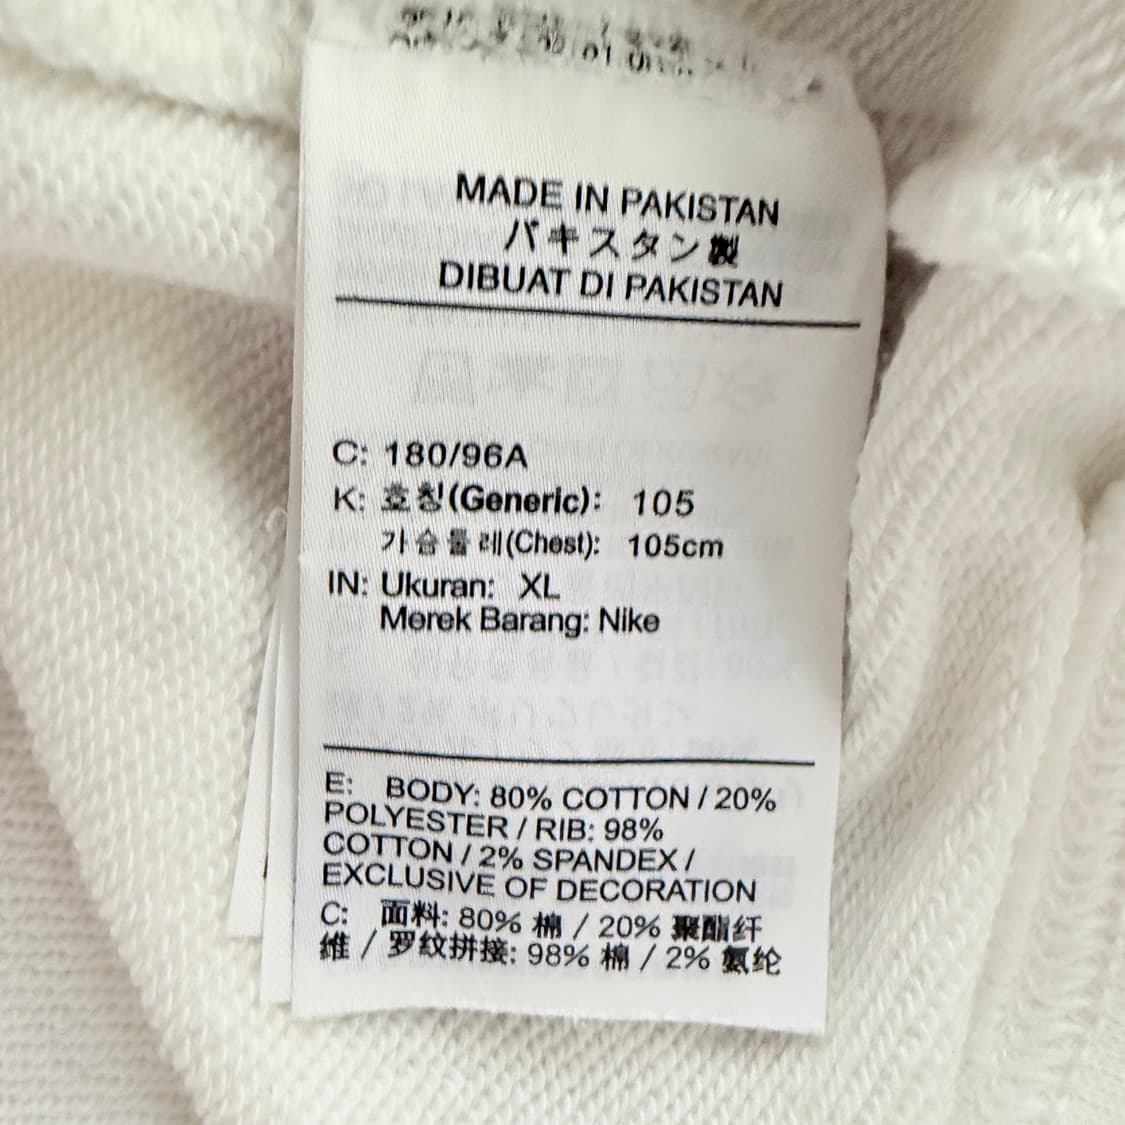 MADE IN PAKISTAN
パキスタン製
DIBUAT DI PAKISTAN
C: 180/96A
K: 호칭(Generic): 105
가슴둘레(Chest): 105cm
IN: Ukuran: XL
Merek Barang: Nike
E: BODY: 80% COTTON / 20%
POLYESTER / RIB: 98%
COTTON / 2% SPANDEX /
EXCLUSIVE OF DECORATION
C: 面料: 80% 棉 / 20% 聚酯纤
维 / 罗纹拼接: 98% 棉 / 2% 氨纶